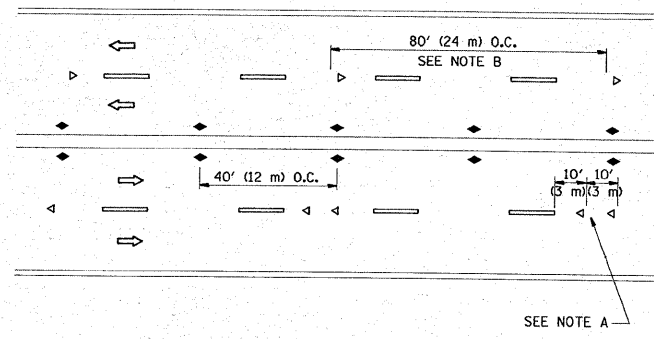 80' (24 m) O.C.
SEE NOTE B
40' (12 m) O.C.
10' 10'
(3 m) (3 m)
SEE NOTE A